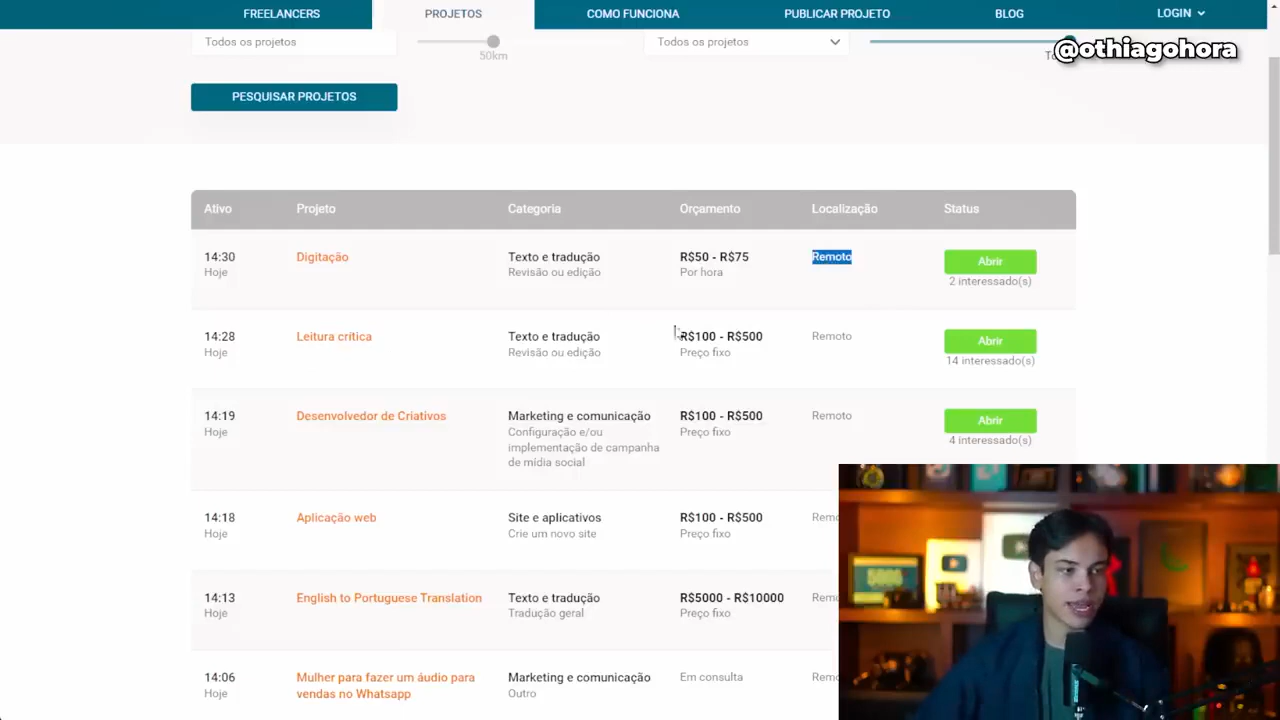 FREELANCERS
PROJETOS
COMO FUNCIONA
PUBLICAR PROJETO
BLOG
LOGIN
Todos os projetos
50km
Todos os projetos
@othiagohora
PESQUISAR PROJETOS
Ativo Projeto Categoria Orçamento Localização Status
14:30 Digitação Texto e tradução R$50 - R$75 Remoto Abrir
Hoje Revisão ou edição Por hora 2 interessado(s)
14:28 Leitura crítica Texto e tradução R$100 - R$500 Remoto Abrir
Hoje Revisão ou edição Preço fixo 14 interessado(s)
14:19 Desenvolvedor de Criativos Marketing e comunicação R$100 - R$500 Remoto Abrir
Hoje Configuração e/ou Preço fixo 4 interessado(s)
implementação de campanha
de mídia social
14:18 Aplicação web Site e aplicativos R$100 - R$500
Hoje Crie um novo site Preço fixo
14:13 English to Portuguese Translation Texto e tradução R$5000 - R$10000
Hoje Tradução geral Preço fixo
14:06 Mulher para fazer um áudio para Marketing e comunicação Em consulta
Hoje vendas no Whatsapp Outro